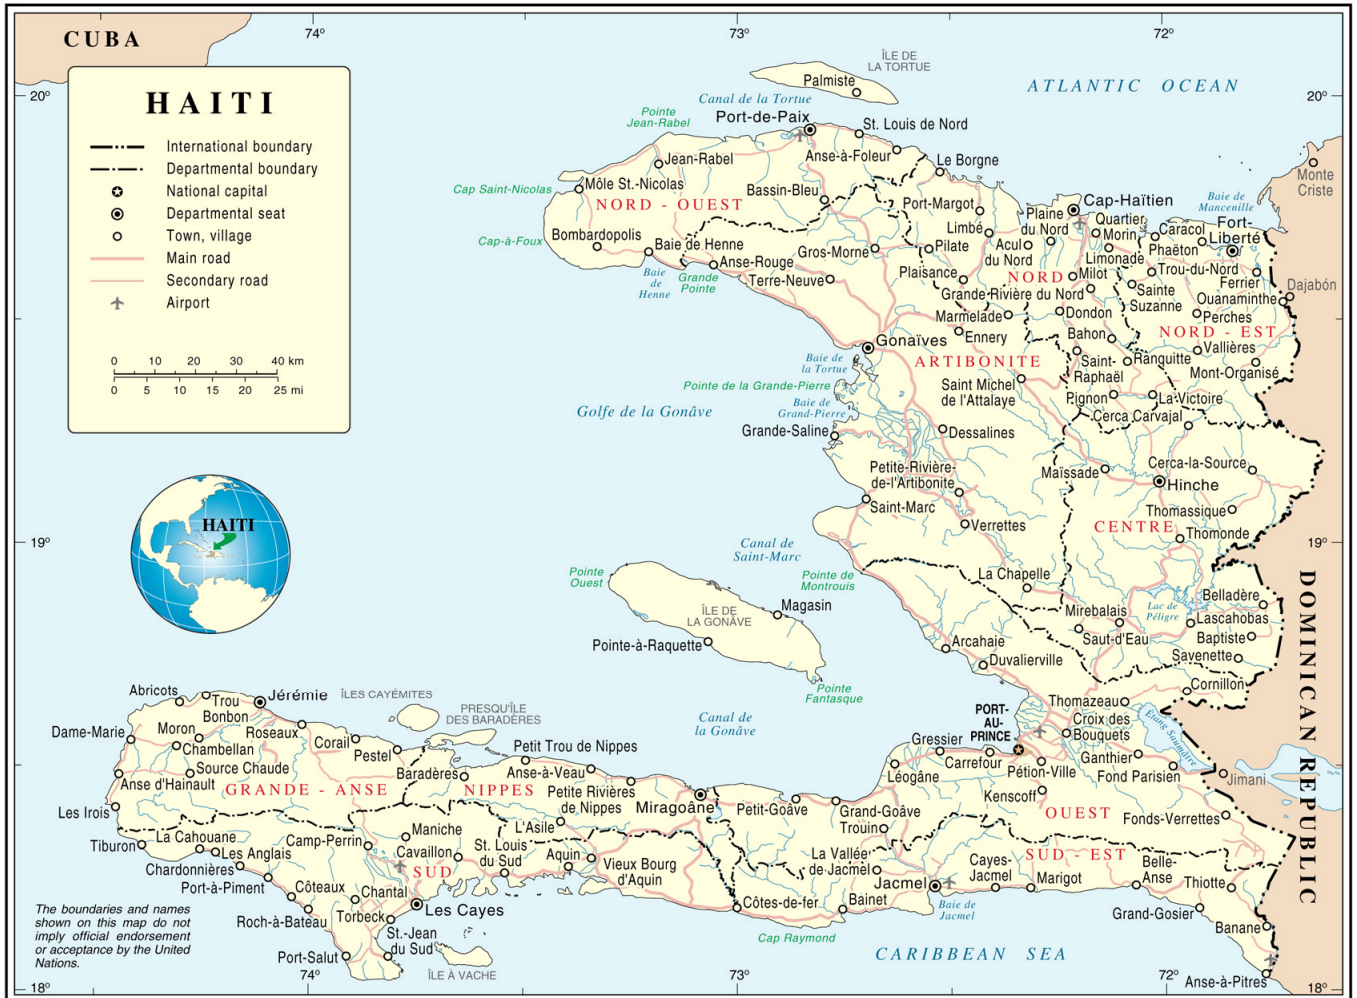 CUBA
74°
73°
72°
20°
20°
HAITI
International boundary
Departmental boundary
National capital
Departmental seat
Town, village
Main road
Secondary road
Airport
0 10 20 30 40 km
0 5 10 15 20 25 mi
HAITI
ÎLE DE
LA TORTUE
Palmiste
ATLANTIC OCEAN
Canal de la Tortue
Pointe
Jean-Rabel
Port-de-Paix
St. Louis de Nord
Jean-Rabel
Anse-à-Foleur
Le Borgne
Monte
Criste
Cap Saint-Nicolas
Môle St.-Nicolas
Bassin-Bleu
NORD - OUEST
Port-Margot
Cap-Haïtien
Baie de
Mancenille
Plaine
du Nord
Quartier
Morin
Fort-
Liberté
Caracol
Limbé
Cap-à-Foux
Bombardopolis
Baie de Henne
Gros-Morne
Pilate
Acul
du Nord
Limonade
Phaëton
Anse-Rouge
Plaisance
NORD
Milot
Trou-du-Nord
Ferrier
Dajabón
Baie
de
Henne
Grande
Pointe
Terre-Neuve
Grande Rivière du Nord
Sainte
Suzanne
Ouanaminthe
Marmelade
Dondon
Perches
Ennery
Bahon
NORD - EST
Gonaïves
ARTIBONITE
Saint-
Raphaël
Ranquitte
Vallières
Mont-Organisé
Baie de
la Tortue
Pointe de la Grande-Pierre
Saint Michel
de l'Attalaye
Pignon
La Victoire
Baie de
Grand-Pierre
Cerca Carvajal
Golfe de la Gonâve
Grande-Saline
Dessalines
Petite-Rivière-
de-l'Artibonite
Maïssade
Cerca-la-Source
Hinche
Saint-Marc
Thomassique
Verrettes
CENTRE
Thomonde
19°
19°
Canal de
Saint-Marc
Pointe
Ouest
Pointe de
Montrouis
La Chapelle
Belladère
Magasin
ÎLE DE
LA GONÂVE
Mirebalais
Lac de
Péligre
Lascahobas
Pointe-à-Raquette
Arcahaie
Saut-d'Eau
Baptiste
Duvalierville
Savenette
Pointe
Fantasque
Cornillon
DOMINICAN REPUBLIC
Abricots
Trou
Bonbon
Jérémie
ÎLES CAYÉMITES
PRESQU'ÎLE
DES BARADÈRES
Canal de
la Gonâve
PORT-
AU-
PRINCE
Thomazeau
Croix des
Bouquets
Étang Saumâtre
Dame-Marie
Moron
Chambellan
Roseaux
Corail
Pestel
Petit Trou de Nippes
Gressier
Carrefour
Ganthier
Source Chaude
Baradères
Anse-à-Veau
Léogâne
Pétion-Ville
Fond Parisien
Jimani
Anse d'Hainault
GRANDE - ANSE
NIPPES
Petite Rivières
de Nippes
Miragoâne
Petit-Goâve
Grand-Goâve
Kenscoff
OUEST
Fonds-Verrettes
Les Irois
Trouin
Tiburon
La Cahouane
Les Anglais
Camp-Perrin
Maniche
L'Asile
Cavaillon
St. Louis
du Sud
Aquin
Vieux Bourg
d'Aquin
La Vallée
de Jacmel
SUD - EST
Cayes-
Jacmel
Belle-
Anse
Chardonnières
SUD
Port-à-Piment
Côteaux
Chantal
Jacmel
Marigot
Thiotte
Roch-à-Bateau
Torbeck
Les Cayes
Côtes-de-fer
Bainet
Baie de
Jacmel
Grand-Gosier
St.-Jean
du Sud
Cap Raymond
Banane
Port-Salut
ÎLE À VACHE
CARIBBEAN SEA
Anse-à-Pitres
The boundaries and names
shown on this map do not
imply official endorsement
or acceptance by the United
Nations.
18°
74°
73°
72°
18°